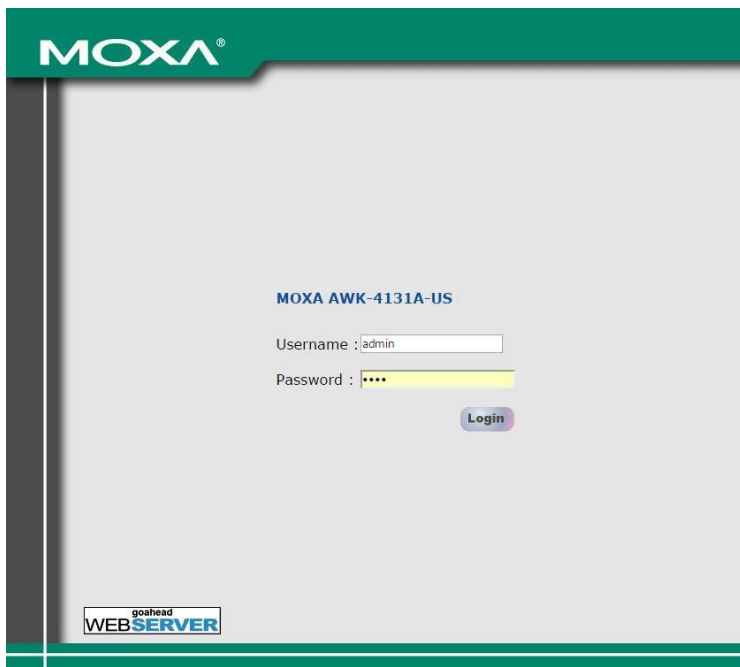 MOXA®
MOXA AWK-4131A-US
Username : admin
Password : ••••
Login
goahead
WEBSERVER